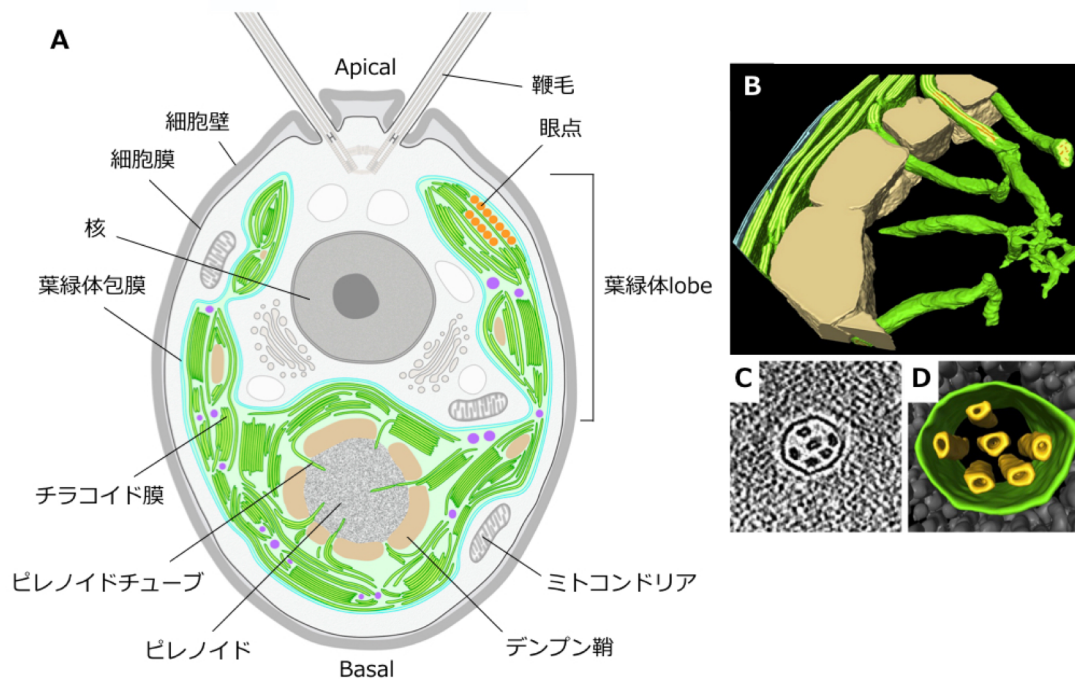 A
Apical
鞭毛
細胞壁
眼点
細胞膜
核
葉緑体包膜
葉緑体lobe
チラコイド膜
ピレノイドチューブ
ミトコンドリア
ピレノイド
デンプン鞘
Basal
B
C
D